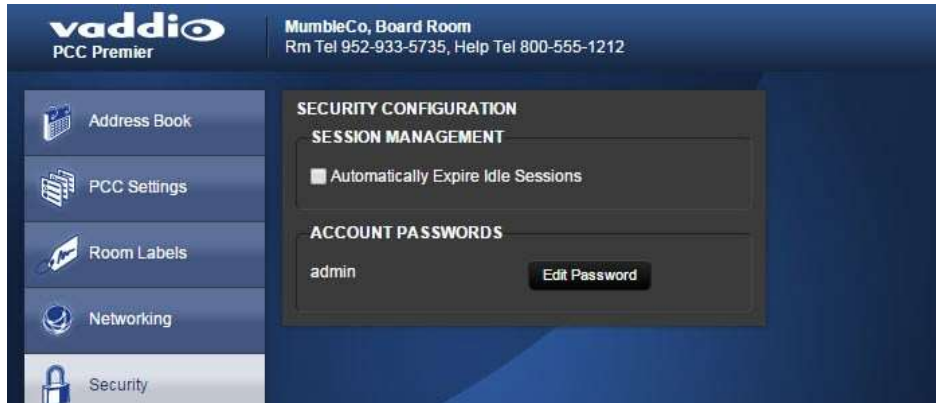 vaddio
PCC Premier
MumbleCo, Board Room
Rm Tel 952-933-5735, Help Tel 800-555-1212
Address Book
PCC Settings
Room Labels
Networking
Security
SECURITY CONFIGURATION
SESSION MANAGEMENT
Automatically Expire Idle Sessions
ACCOUNT PASSWORDS
admin
Edit Password